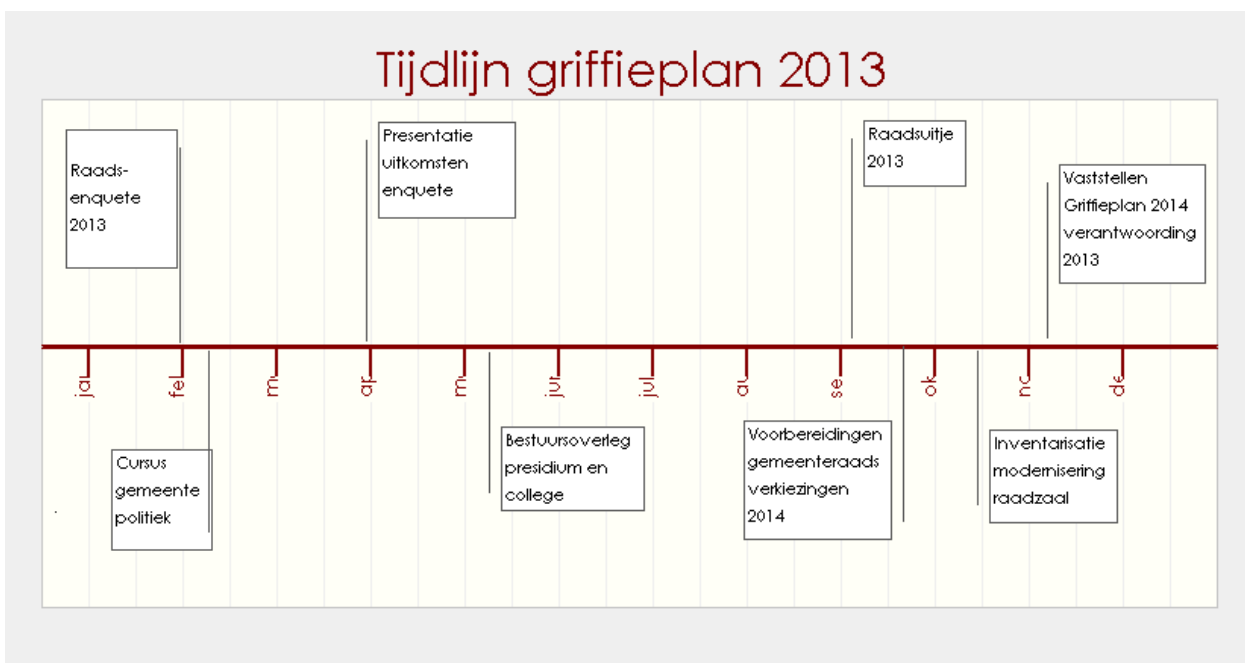 Tijdlijn griffieplan 2013
Raads-
enquete
2013
Presentatie
uitkomsten
enquete
Raadsuitje
2013
Vaststellen
Griffieplan 2014
verantwoording
2013
jan
feb
ap
jun
jul
au
se
ok
no
de
Cursus
gemeente
politiek
Bestuursoverleg
presidium en
college
Voorbereidingen
gemeenteraads
verkiezingen
2014
Inventarisatie
modernisering
raadzaal